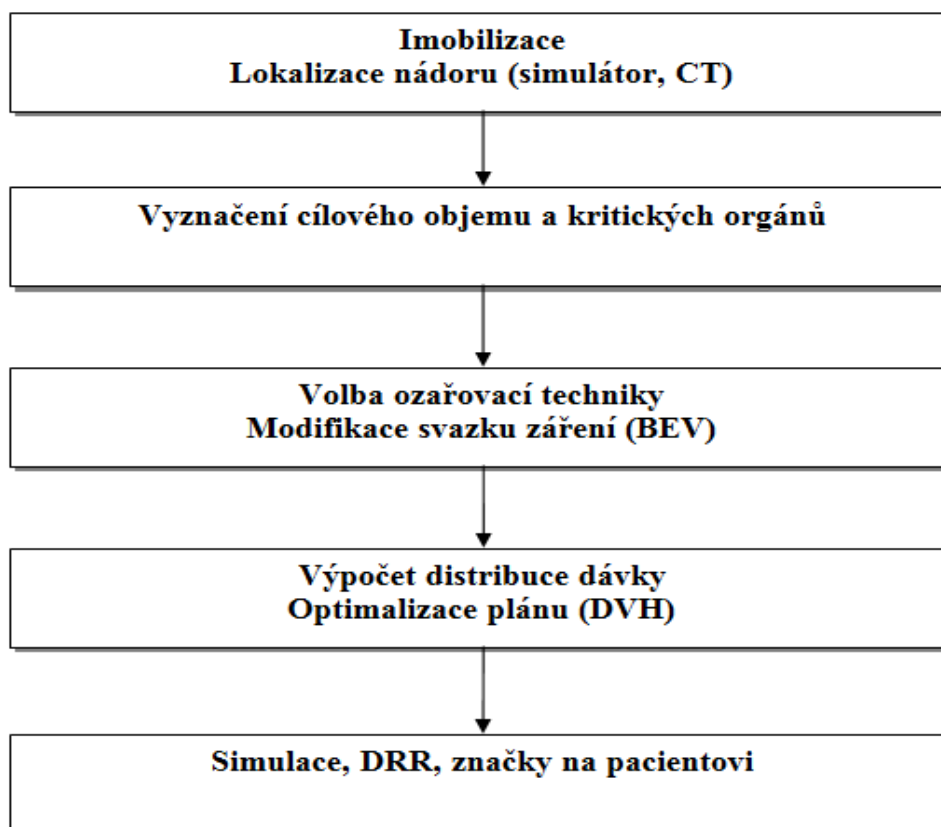 Imobilizace
Lokalizace nádoru (simulátor, CT)
Vyznačení cílového objemu a kritických orgánů
Volba ozařovací techniky
Modifikace svazku záření (BEV)
Výpočet distribuce dávky
Optimalizace plánu (DVH)
Simulace, DRR, značky na pacientovi